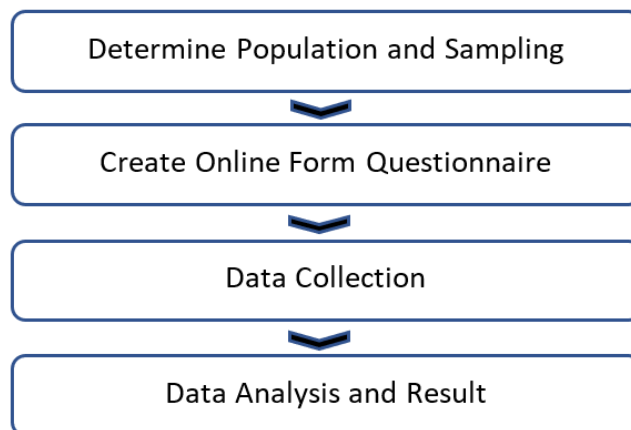 Determine Population and Sampling
Create Online Form Questionnaire
Data Collection
Data Analysis and Result